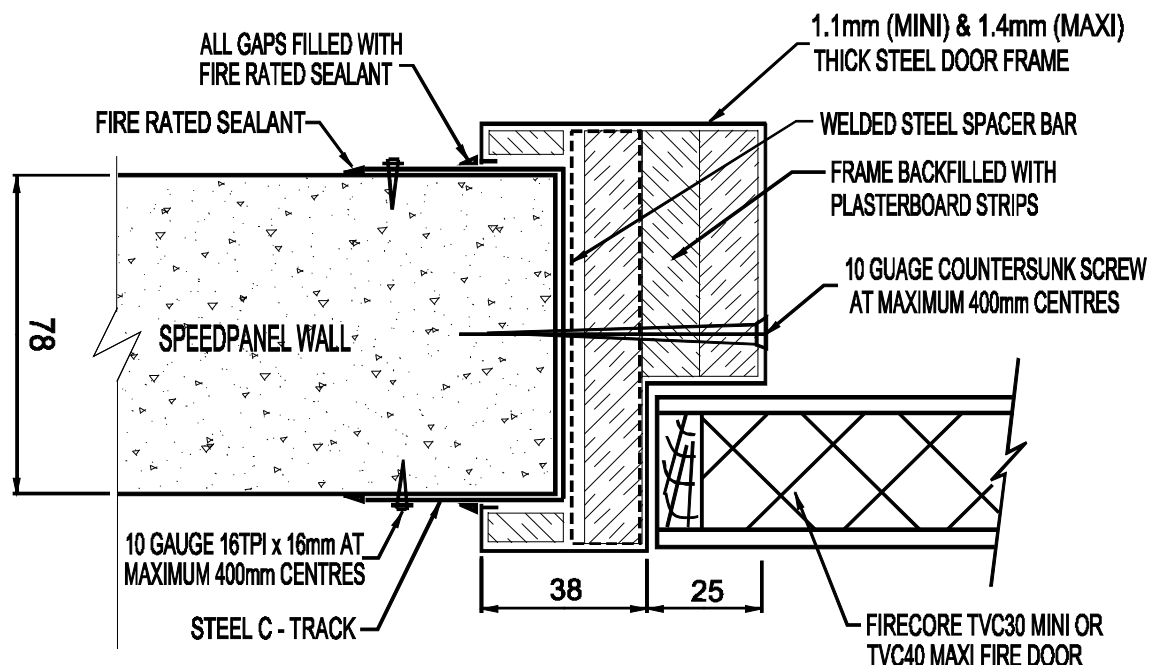 1.1mm (MINI) & 1.4mm (MAXI)
THICK STEEL DOOR FRAME
ALL GAPS FILLED WITH
FIRE RATED SEALANT
FIRE RATED SEALANT
WELDED STEEL SPACER BAR
FRAME BACKFILLED WITH
PLASTERBOARD STRIPS
10 GUAGE COUNTERSUNK SCREW
AT MAXIMUM 400mm CENTRES
78
SPEEDPANEL WALL
10 GAUGE 16TPI x 16mm AT
MAXIMUM 400mm CENTRES
38
25
STEEL C - TRACK
FIRECORE TVC30 MINI OR
TVC40 MAXI FIRE DOOR